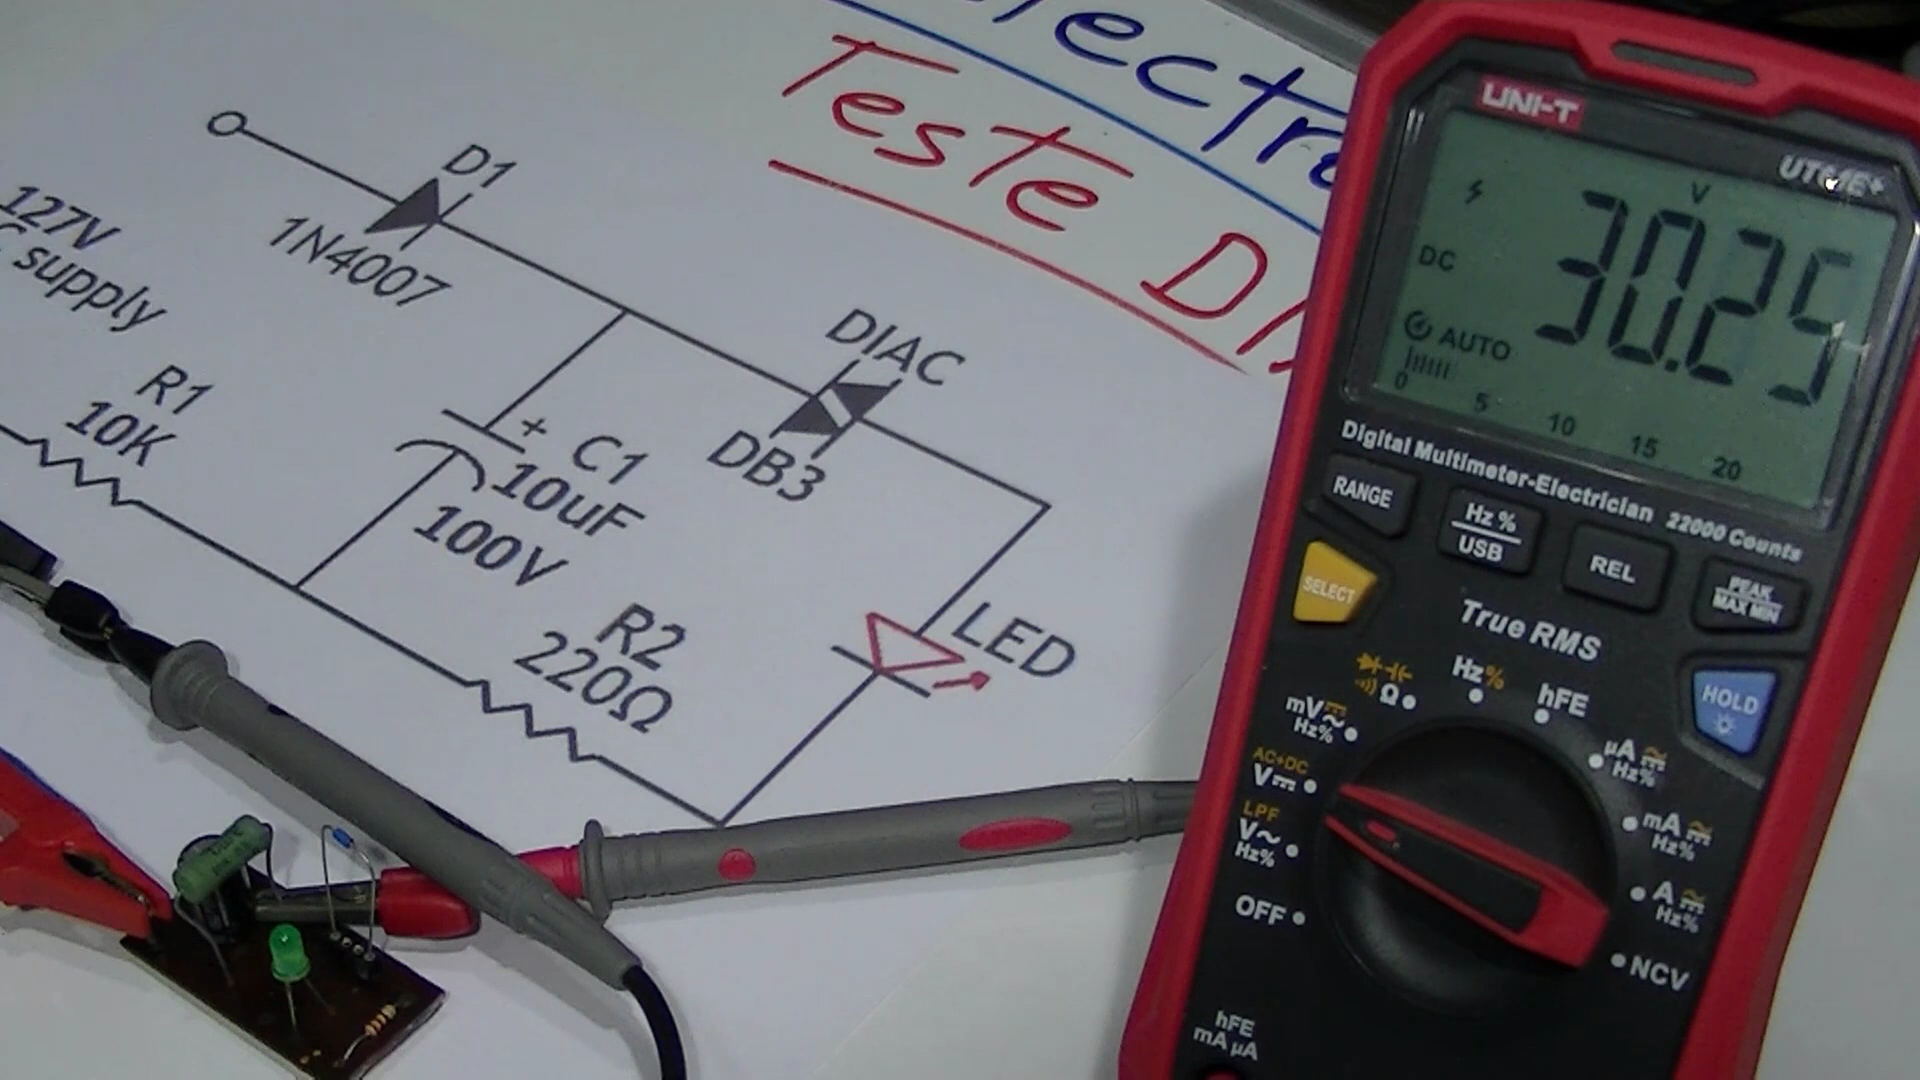 Teste
D1
1N4007
127V
supply
R1
10K
DIAC
DB3
+ C1
10uF
100V
R2
220Ω
LED
UNI-T
V
DC
30.25
AUTO
0 5 10 15 20
Digital Multimeter-Electrician 22000 Counts
RANGE
Hz %
USB
REL
PEAK
MAX MIN
SELECT
True RMS
HOLD
Hz%
hFE
Ω
mV
Hz%
µA
Hz%
AC+DC
V
mA
Hz%
LPF
V~
Hz%
A
Hz%
OFF
NCV
hFE
mA µA